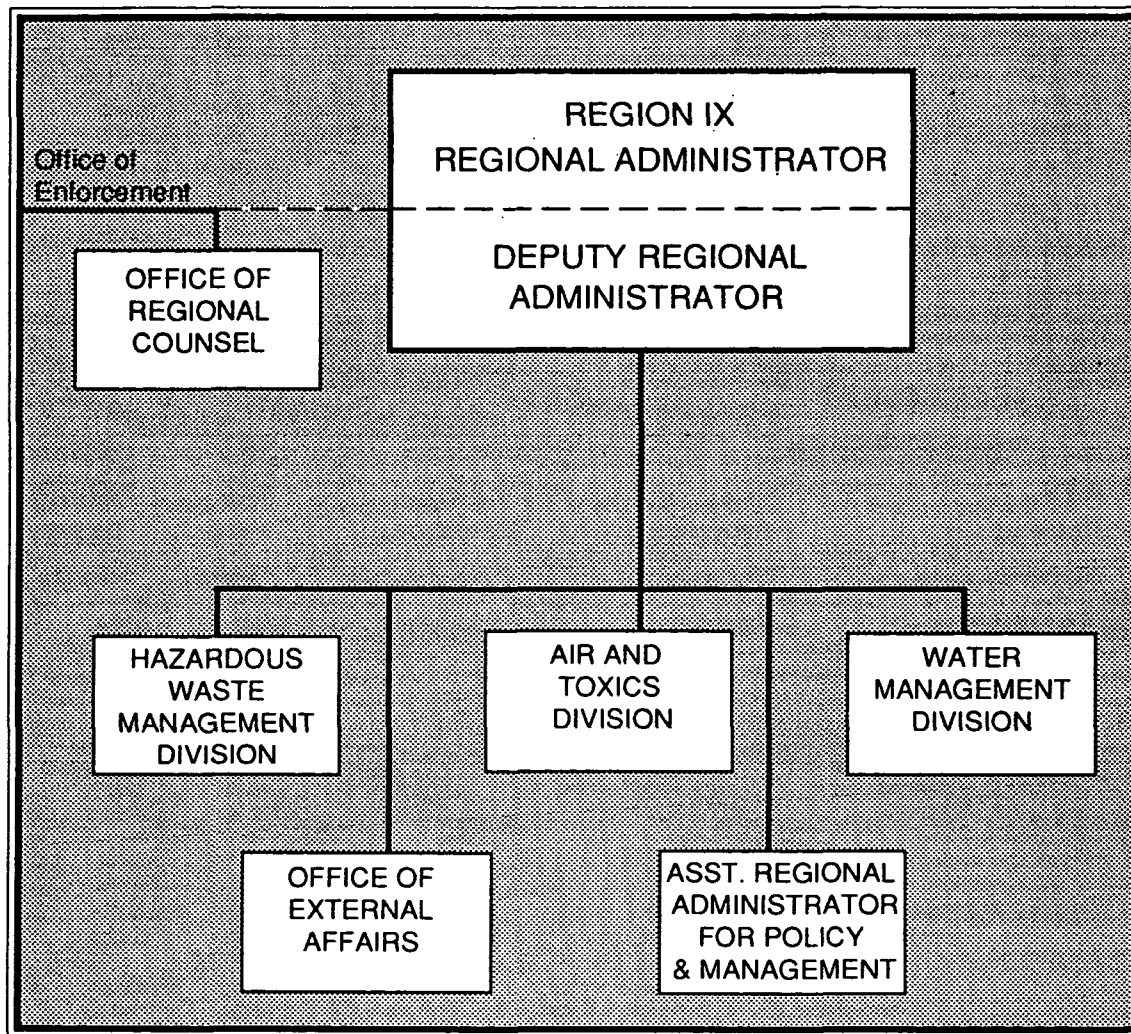 REGION IX
REGIONAL ADMINISTRATOR
DEPUTY REGIONAL
ADMINISTRATOR
Office of
Enforcement
OFFICE OF
REGIONAL
COUNSEL
HAZARDOUS
WASTE
MANAGEMENT
DIVISION
AIR AND
TOXICS
DIVISION
WATER
MANAGEMENT
DIVISION
OFFICE OF
EXTERNAL
AFFAIRS
ASST. REGIONAL
ADMINISTRATOR
FOR POLICY
& MANAGEMENT